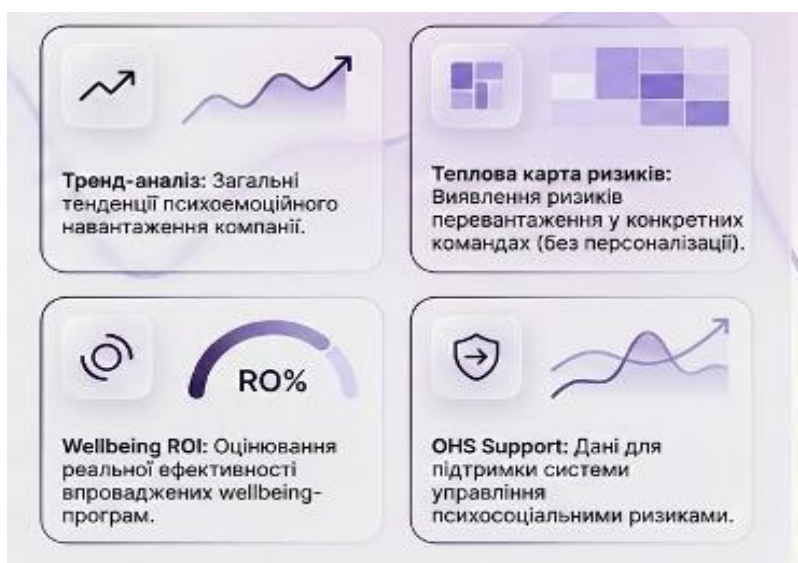 Тренд-аналіз: Загальні
тенденції психоемоційного
навантаження компанії.
Теплова карта ризиків:
Виявлення ризиків
перевантаження у конкретних
командах (без персоналізації).
RO%
Wellbeing ROI: Оцінювання
реальної ефективності
впроваджених wellbeing-
програм.
OHS Support: Дані для
підтримки системи
управління
психосоціальними ризиками.